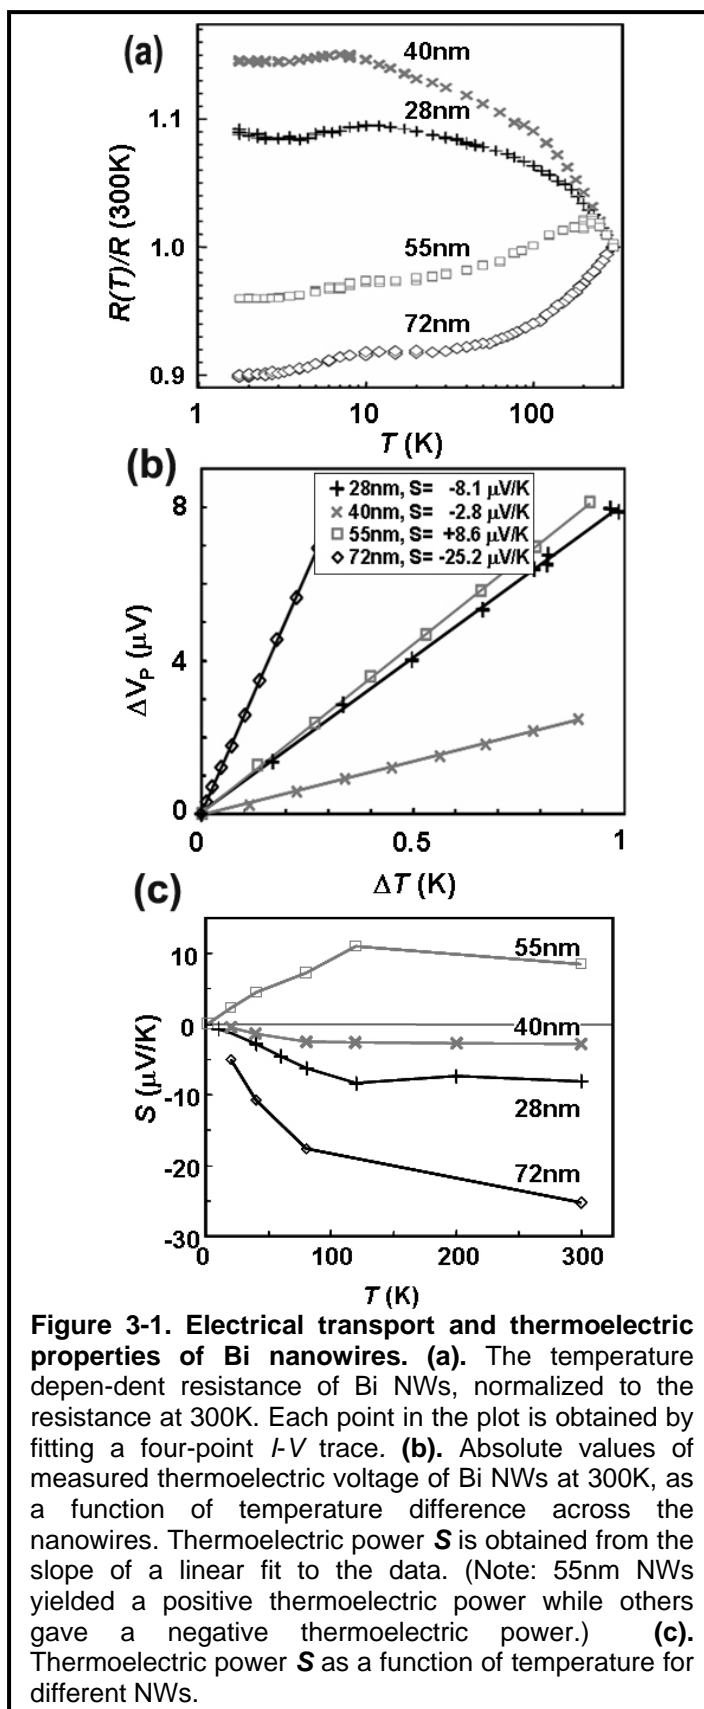 (a)
40nm
28nm
55nm
72nm
R(T)/R (300K)
1.1
1.0
0.9
1
10
100
T (K)
(b)
28nm, S= -8.1 μV/K
40nm, S= -2.8 μV/K
55nm, S= +8.6 μV/K
72nm, S= -25.2 μV/K
ΔVP (μV)
8
4
0
0
0.5
1
ΔT (K)
(c)
55nm
40nm
28nm
72nm
S (μV/K)
10
0
-10
-20
-30
0
100
200
300
T (K)
Figure 3-1. Electrical transport and thermoelectric
properties of Bi nanowires. (a). The temperature
depen-dent resistance of Bi NWs, normalized to the
resistance at 300K. Each point in the plot is obtained by
fitting a four-point I-V trace. (b). Absolute values of
measured thermoelectric voltage of Bi NWs at 300K, as
a function of temperature difference across the
nanowires. Thermoelectric power S is obtained from the
slope of a linear fit to the data. (Note: 55nm NWs
yielded a positive thermoelectric power while others
gave a negative thermoelectric power.) (c).
Thermoelectric power S as a function of temperature for
different NWs.